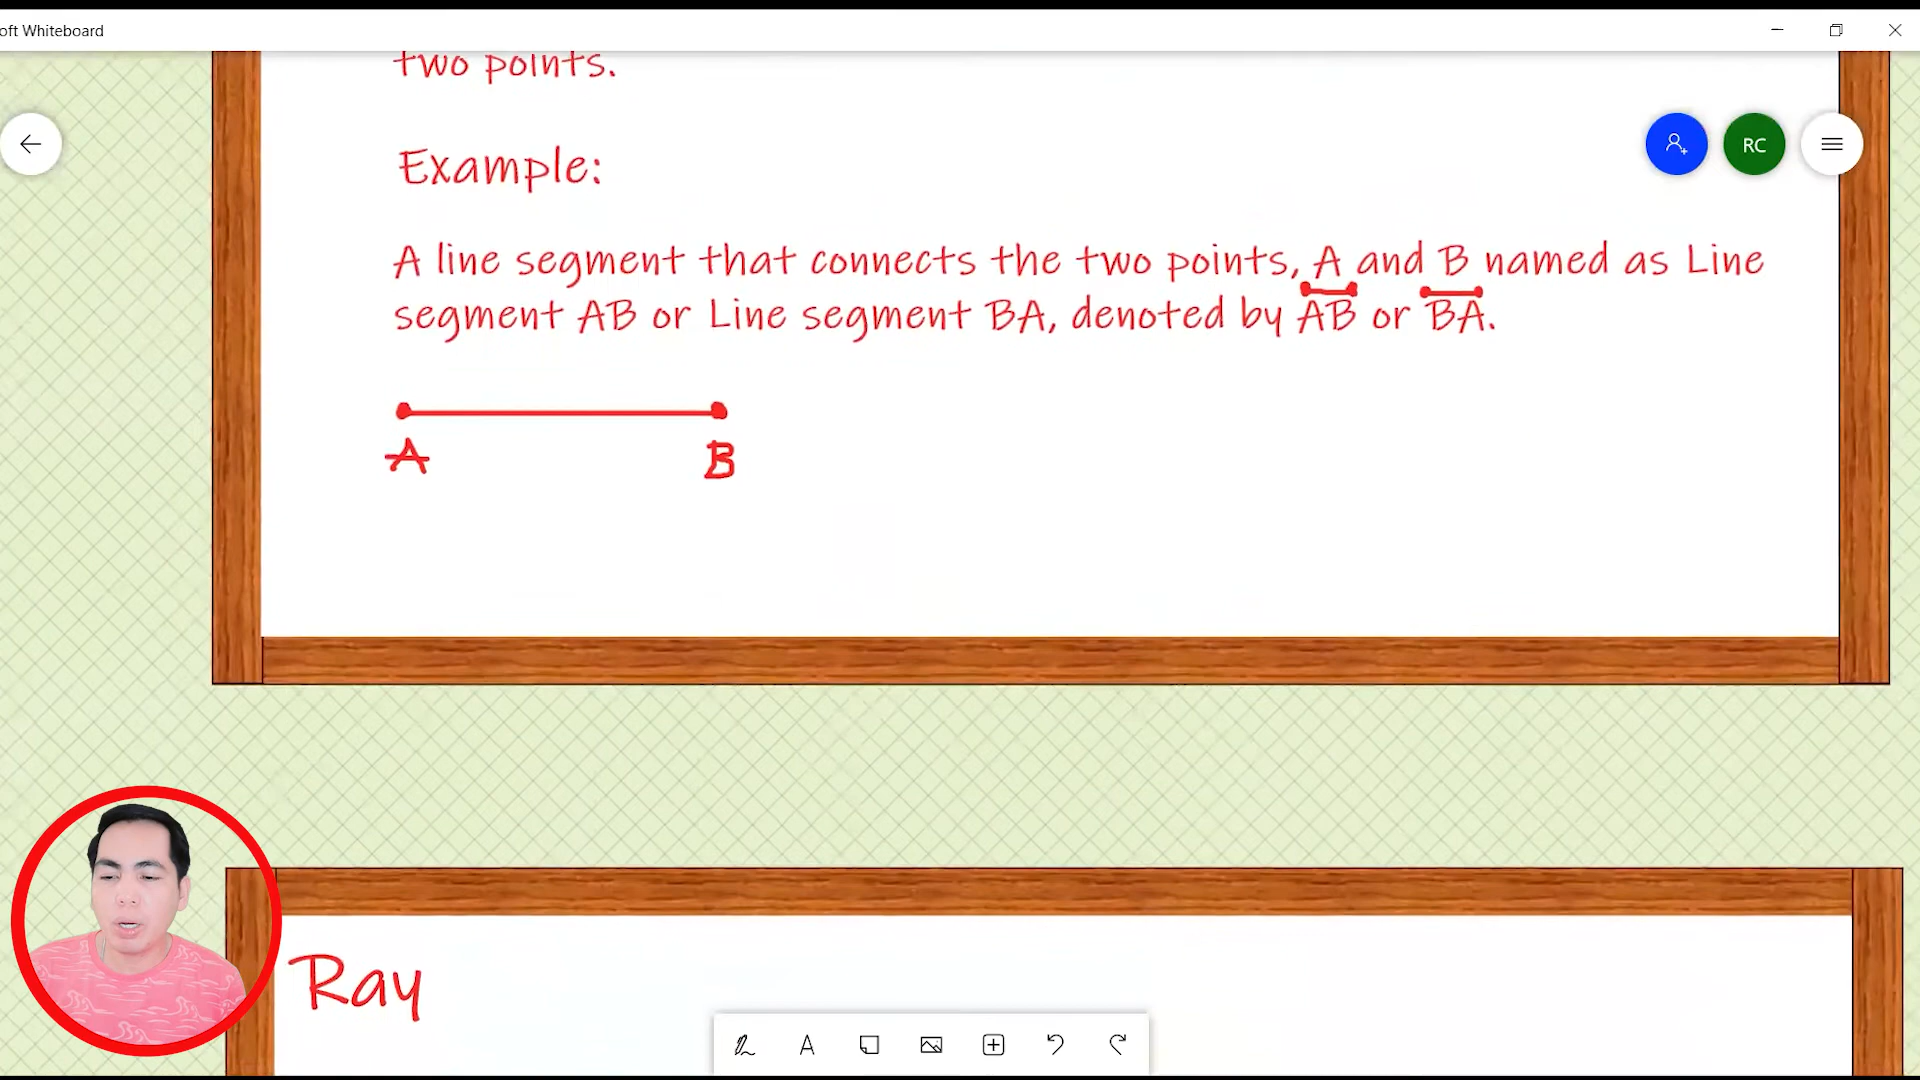 oft Whiteboard
two points.
RC
Example:
A line segment that connects the two points, A and B named as Line
segment AB or Line segment BA, denoted by AB or BA.
A B
Ray
A